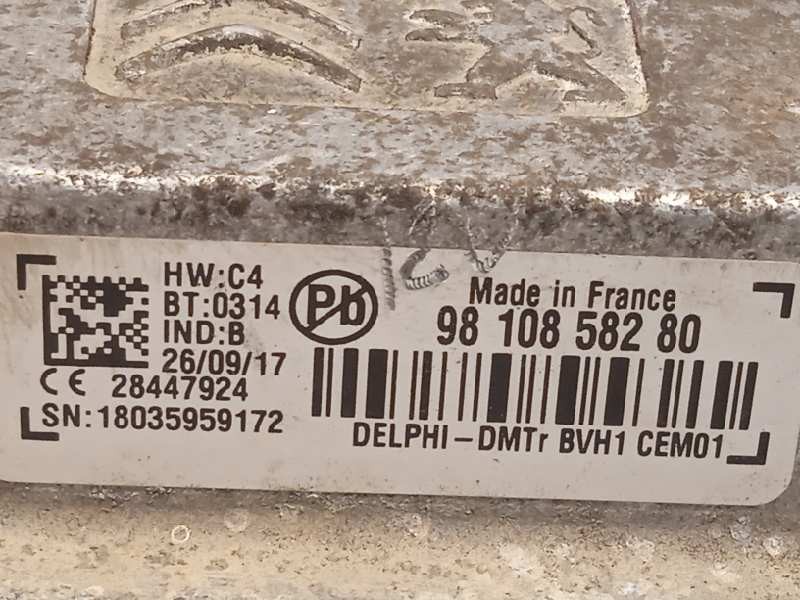 HW:C4
BT:0314
IND:B
26/09/17
CE 28447924
SN:18035959172
Pb
Made in France
98 108 582 80
DELPHI-DMTr BVH1 CEM01